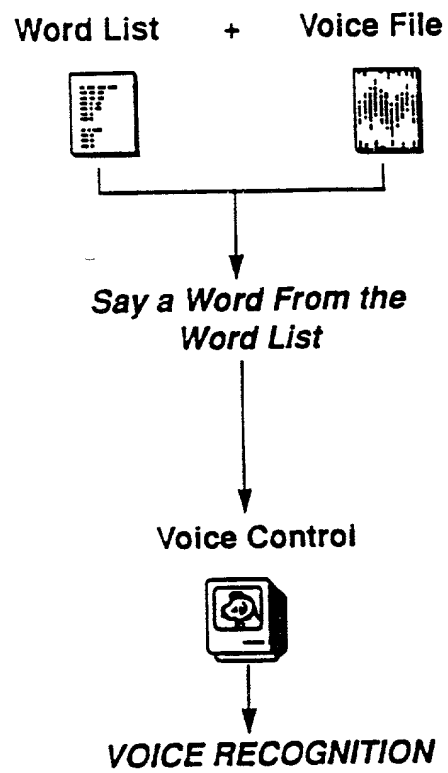 Word List + Voice File
Say a Word From the
Word List
Voice Control
VOICE RECOGNITION